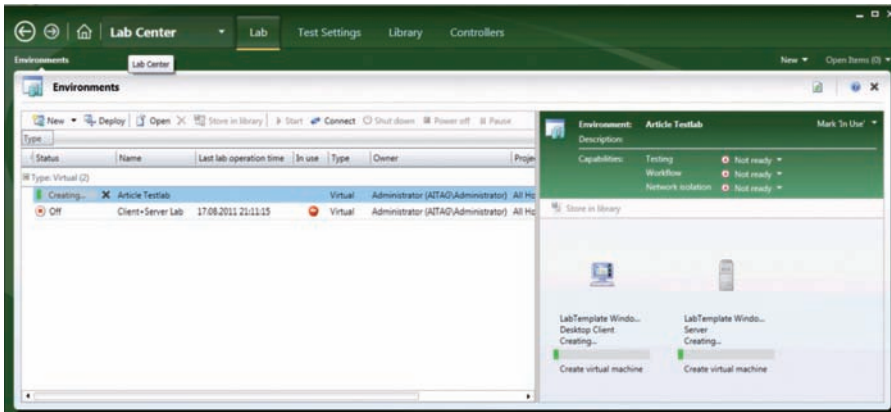 Lab Center Lab Test Settings Library Controllers
Environments New Open Items (0)
Lab Center
Environments
New Deploy Open Store in library Start Connect Shut down Power off Pause
Type
Status Name Last lab operation time In use Type Owner Proje
Type: Virtual (2)
Creating... Article Testlab Virtual Administrator (AITAG\Administrator) All Ho
Off Client+Server Lab 17.08.2011 21:11:15 Virtual Administrator (AITAG\Administrator) All Ho
Environment: Article Testlab Mark 'In Use'
Description:
Capabilities: Testing Not ready
Workflow Not ready
Network isolation Not ready
Store in library
LabTemplate Windo... LabTemplate Windo...
Desktop Client Server
Creating... Creating...
Create virtual machine Create virtual machine